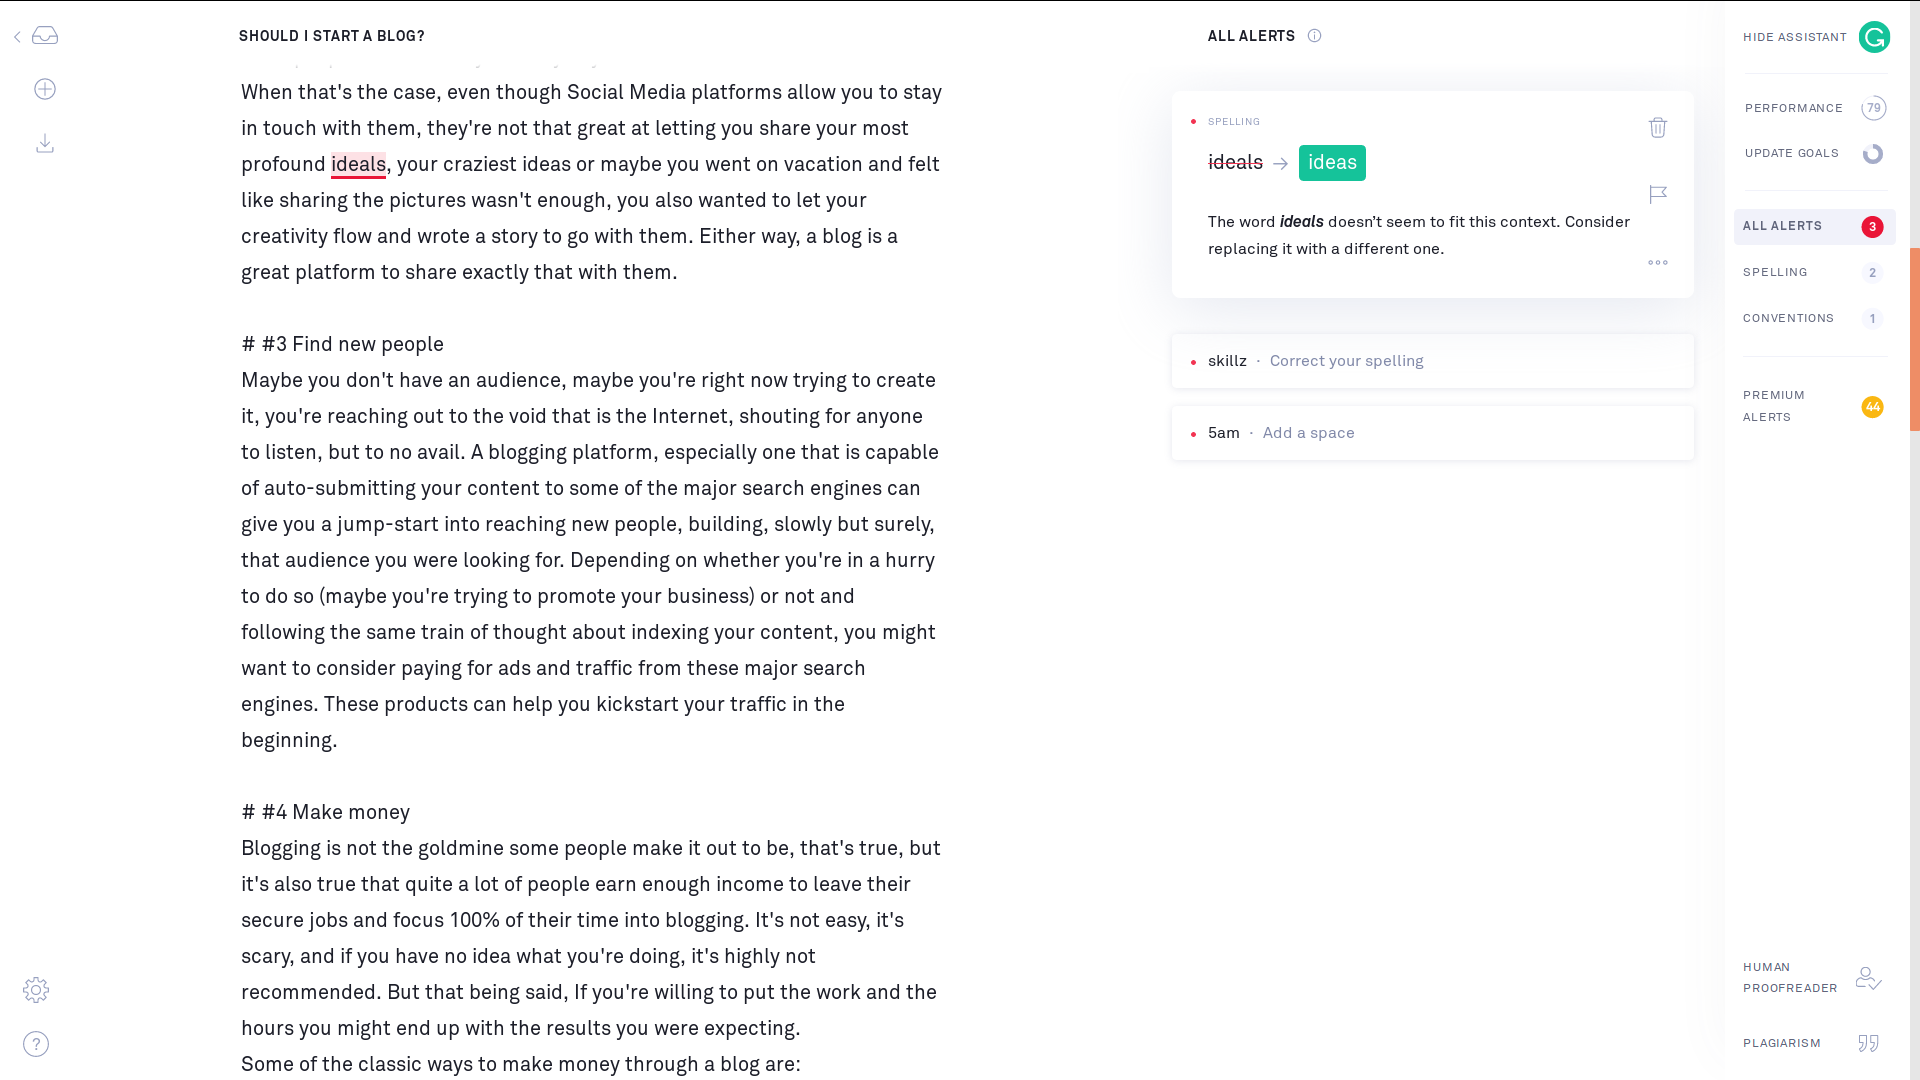 SHOULD I START A BLOG?
When that's the case, even though Social Media platforms allow you to stay
in touch with them, they're not that great at letting you share your most
profound ideals, your craziest ideas or maybe you went on vacation and felt
like sharing the pictures wasn't enough, you also wanted to let your
creativity flow and wrote a story to go with them. Either way, a blog is a
great platform to share exactly that with them.
# #3 Find new people
Maybe you don't have an audience, maybe you're right now trying to create
it, you're reaching out to the void that is the Internet, shouting for anyone
to listen, but to no avail. A blogging platform, especially one that is capable
of auto-submitting your content to some of the major search engines can
give you a jump-start into reaching new people, building, slowly but surely,
that audience you were looking for. Depending on whether you're in a hurry
to do so (maybe you're trying to promote your business) or not and
following the same train of thought about indexing your content, you might
want to consider paying for ads and traffic from these major search
engines. These products can help you kickstart your traffic in the
beginning.
# #4 Make money
Blogging is not the goldmine some people make it out to be, that's true, but
it's also true that quite a lot of people earn enough income to leave their
secure jobs and focus 100% of their time into blogging. It's not easy, it's
scary, and if you have no idea what you're doing, it's highly not
recommended. But that being said, If you're willing to put the work and the
hours you might end up with the results you were expecting.
Some of the classic ways to make money through a blog are:
ALL ALERTS
SPELLING
ideals → ideas
The word ideals doesn't seem to fit this context. Consider
replacing it with a different one.
skillz · Correct your spelling
5am · Add a space
HIDE ASSISTANT
PERFORMANCE 79
UPDATE GOALS
ALL ALERTS 3
SPELLING 2
CONVENTIONS 1
PREMIUM
ALERTS 44
HUMAN
PROOFREADER
PLAGIARISM